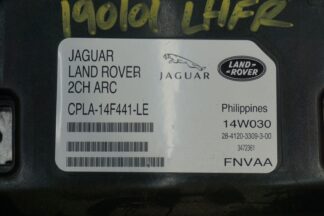 190101 LHFR
JAGUAR
LAND ROVER
2CH ARC
CPLA-14F441-LE
JAGUAR
LAND-ROVER
Philippines
14W030
28-4120-3309-3-00
3472361
FNVAA